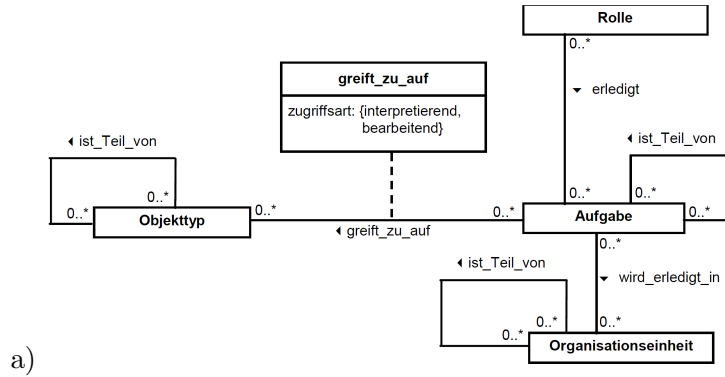 Rolle
0..*
greift_zu_auf
erledigt
zugriffsart: {interpretierend,
bearbeitend}
ist_Teil_von
ist_Teil_von
0..*
0..*
0..*
0..*
0..*
0..*
0..*
0..*
Objekttyp
Aufgabe
greift_zu_auf
0..*
ist_Teil_von
wird_erledigt_in
0..*
0..*
0..*
Organisationseinheit
a)